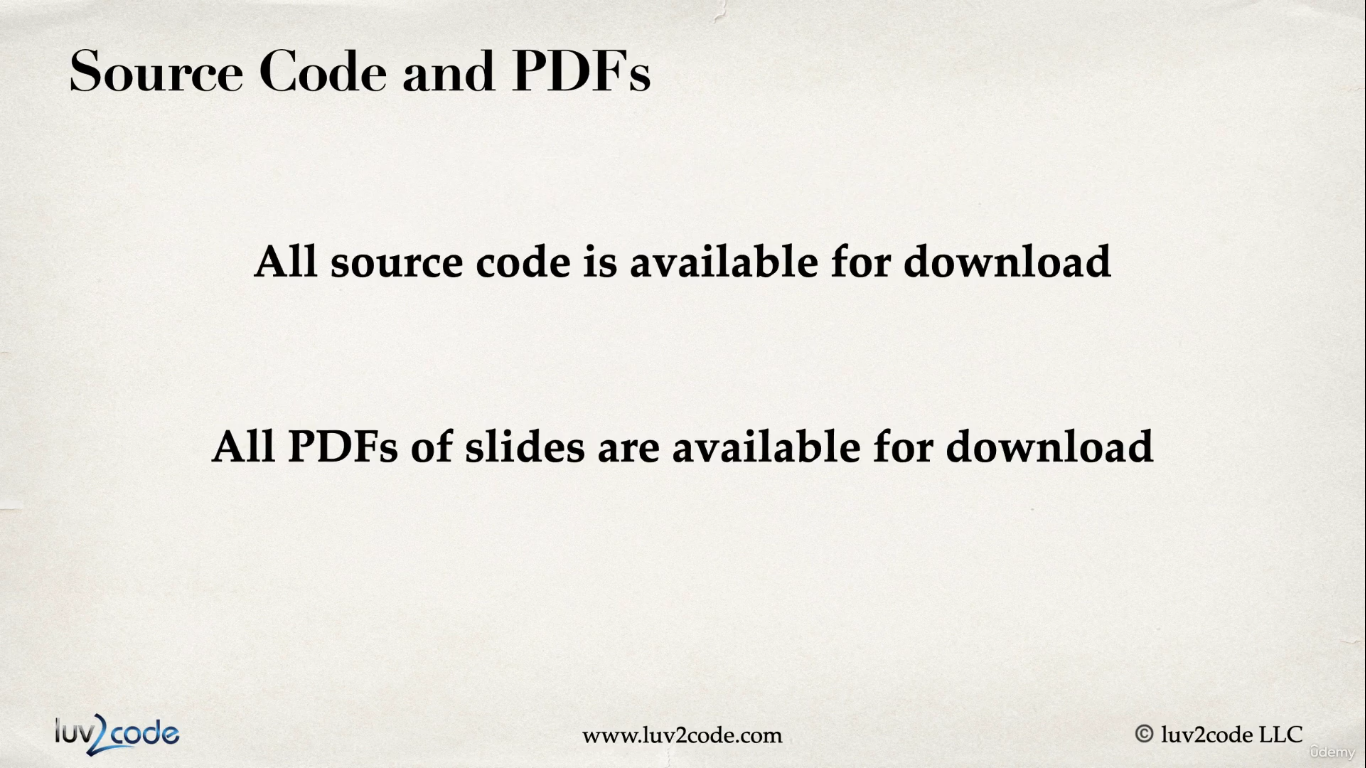 Source Code and PDFs
All source code is available for download
All PDFs of slides are available for download
luv2code
www.luv2code.com
© luv2code LLC
ûdemy